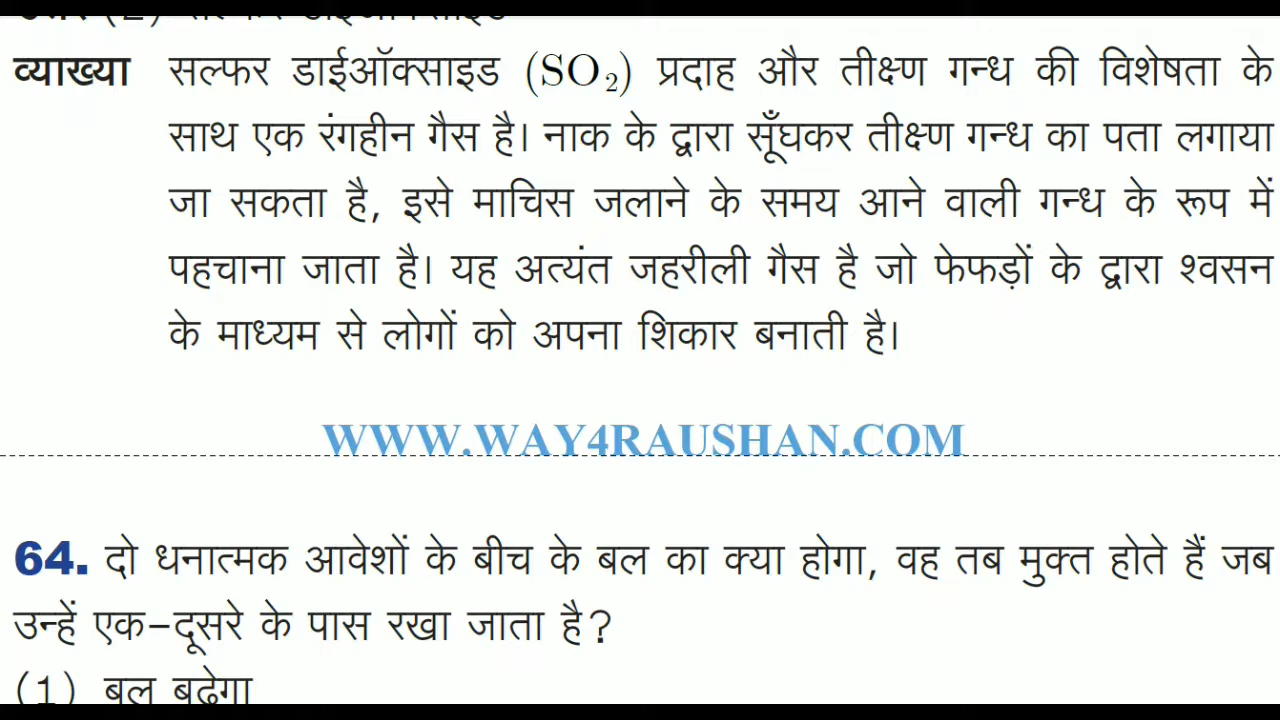 व्याख्या सल्फर डाईऑक्साइड (SO₂) प्रदाह और तीक्ष्ण गन्ध की विशेषता के
साथ एक रंगहीन गैस है। नाक के द्वारा सूँघकर तीक्ष्ण गन्ध का पता लगाया
जा सकता है, इसे माचिस जलाने के समय आने वाली गन्ध के रूप में
पहचाना जाता है। यह अत्यंत जहरीली गैस है जो फेफड़ों के द्वारा श्वसन
के माध्यम से लोगों को अपना शिकार बनाती है।
WWW.WAY4RAUSHAN.COM
64. दो धनात्मक आवेशों के बीच के बल का क्या होगा, वह तब मुक्त होते हैं जब
उन्हें एक-दूसरे के पास रखा जाता है?
(1) बल बढ़ेगा